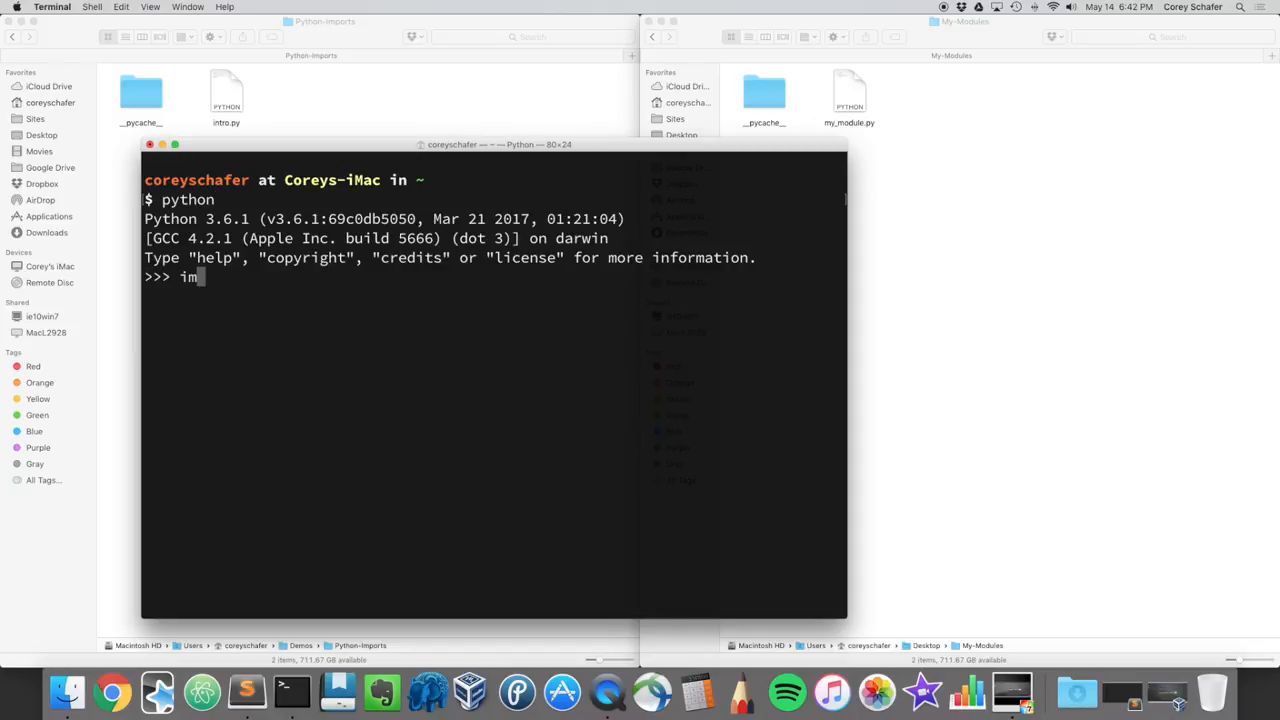 Terminal Shell Edit View Window Help May 14 6:42 PM Corey Schafer
Python-Imports
Search
Python-Imports
Favorites
iCloud Drive
coreyschafer
Sites
Desktop
Movies
Google Drive
Dropbox
AirDrop
Applications
Downloads
Devices
Corey's iMac
Remote Disc
Shared
ie10win7
MacL2928
Tags
Red
Orange
Yellow
Green
Blue
Purple
Gray
All Tags...
__pycache__
intro.py
PYTHON
Macintosh HD Users coreyschafer Demos Python-Imports
2 items, 711.67 GB available
My-Modules
Search
My-Modules
Favorites
iCloud Dri...
coreyscha...
Sites
Desktop
__pycache__
my_module.py
PYTHON
Macintosh HD Users coreyschafer Desktop My-Modules
2 items, 711.67 GB available
coreyschafer — ~ — Python — 80×24
coreyschafer at Coreys-iMac in ~
$ python
Python 3.6.1 (v3.6.1:69c0db5050, Mar 21 2017, 01:21:04)
[GCC 4.2.1 (Apple Inc. build 5666) (dot 3)] on darwin
Type "help", "copyright", "credits" or "license" for more information.
>>> im